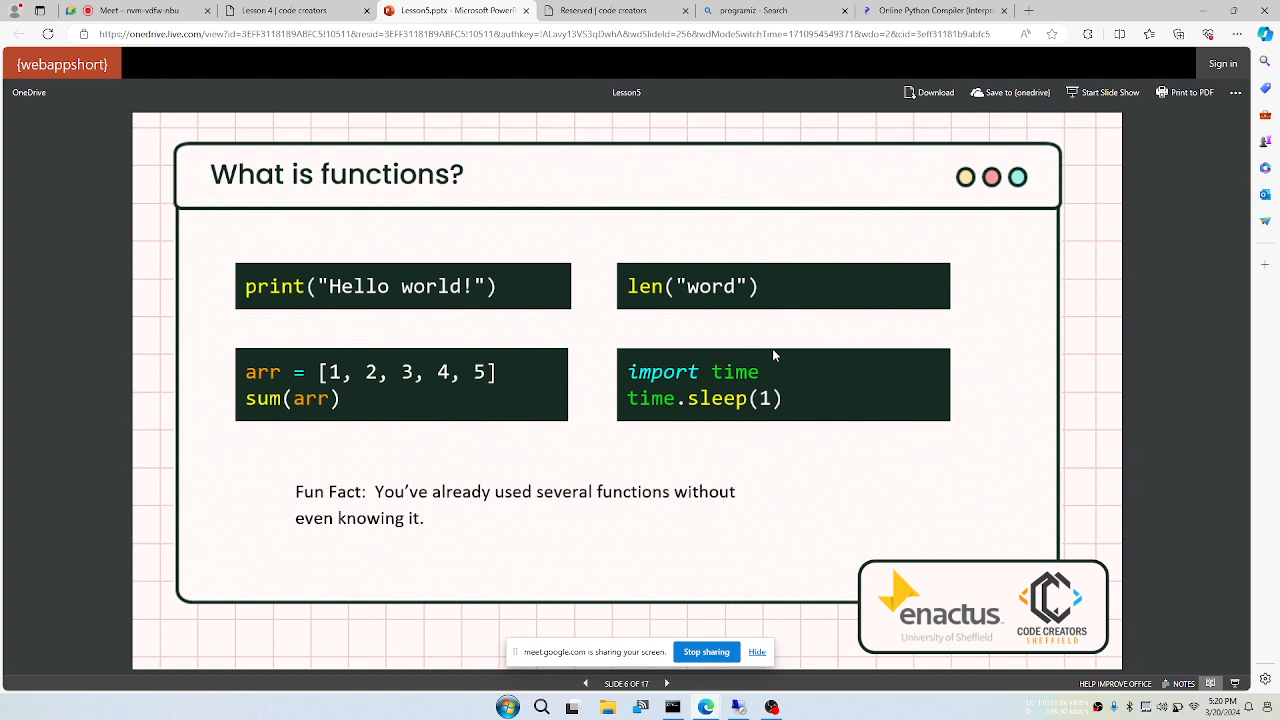 Meet – mmv-rdbv-itu
Lesson 4 | code creators
Lesson5.pptx - Microsoft PowerP
Reserved | code creators
programiz - Search
Online Python Compiler (Interpre
Sign in
{webappshort}
OneDrive
Lesson5
Download
Save to {onedrive}
Start Slide Show
Print to PDF
What is functions?
print("Hello world!")
len("word")
arr = [1, 2, 3, 4, 5]
sum(arr)
import time
time.sleep(1)
Fun Fact: You've already used several functions without
even knowing it.
enactus
University of Sheffield
CODE CREATORS
SHEFFIELD
meet.google.com is sharing your screen.
Stop sharing
Hide
SLIDE 6 OF 17
HELP IMPROVE OFFICE
NOTES
5:20 PM
3/20/2024